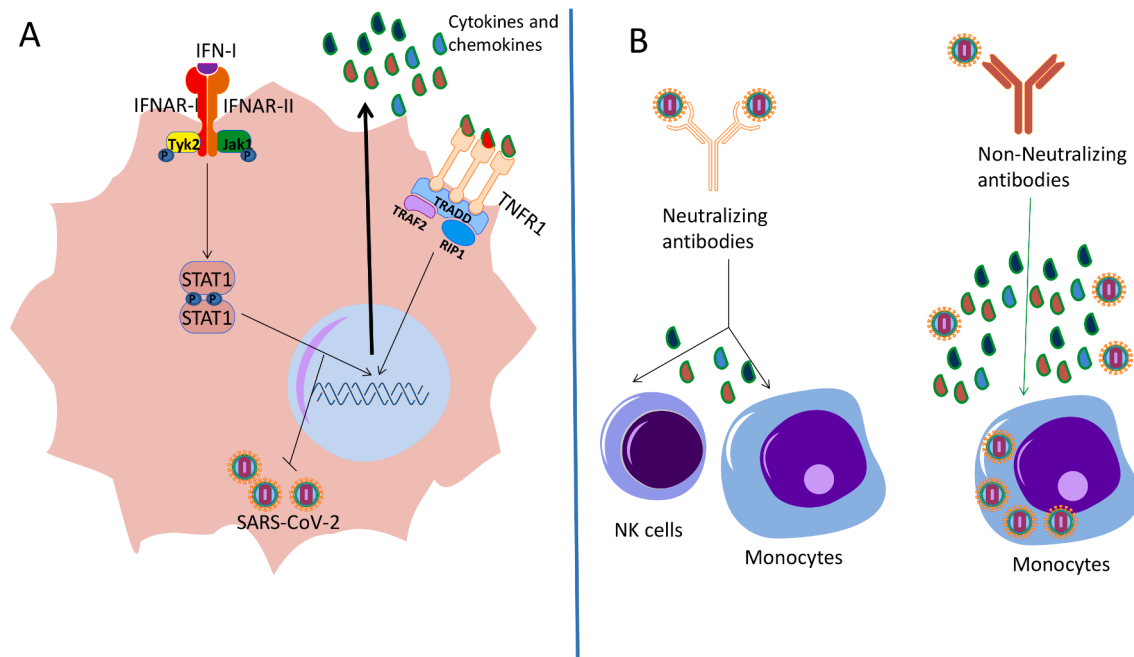 A
IFN-I
IFNAR-I
IFNAR-II
Tyk2
Jak1
P
P
STAT1
P
P
STAT1
Cytokines and
chemokines
TNFR1
TRADD
TRAF2
RIP1
SARS-CoV-2
B
Neutralizing
antibodies
NK cells
Monocytes
Non-Neutralizing
antibodies
Monocytes